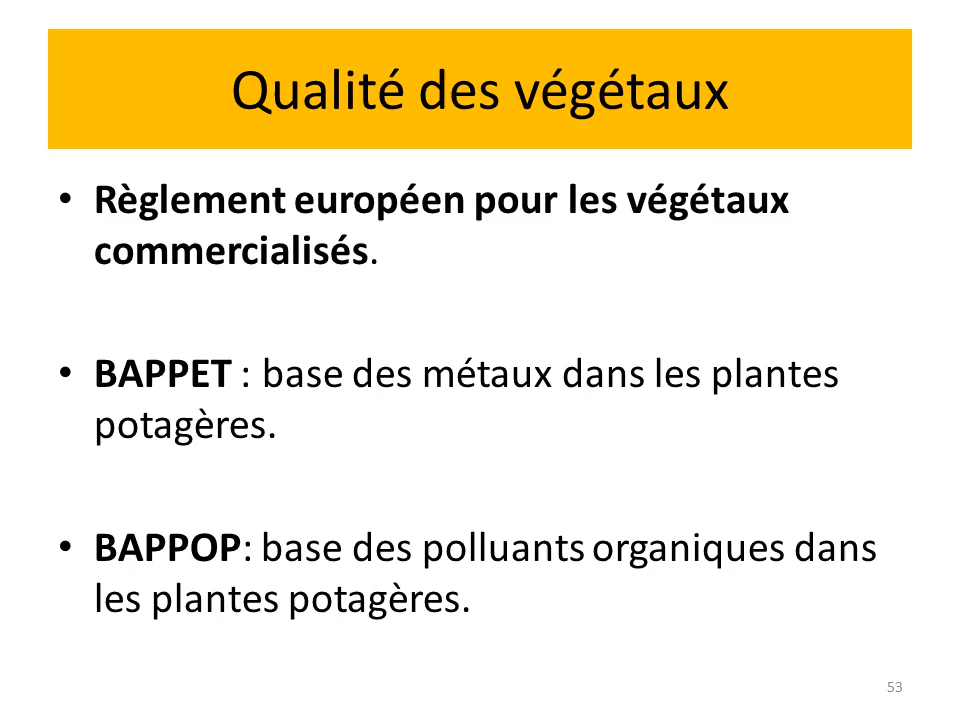 Qualité des végétaux
• Règlement européen pour les végétaux
commercialisés.
• BAPPET : base des métaux dans les plantes
potagères.
• BAPPOP: base des polluants organiques dans
les plantes potagères.
53